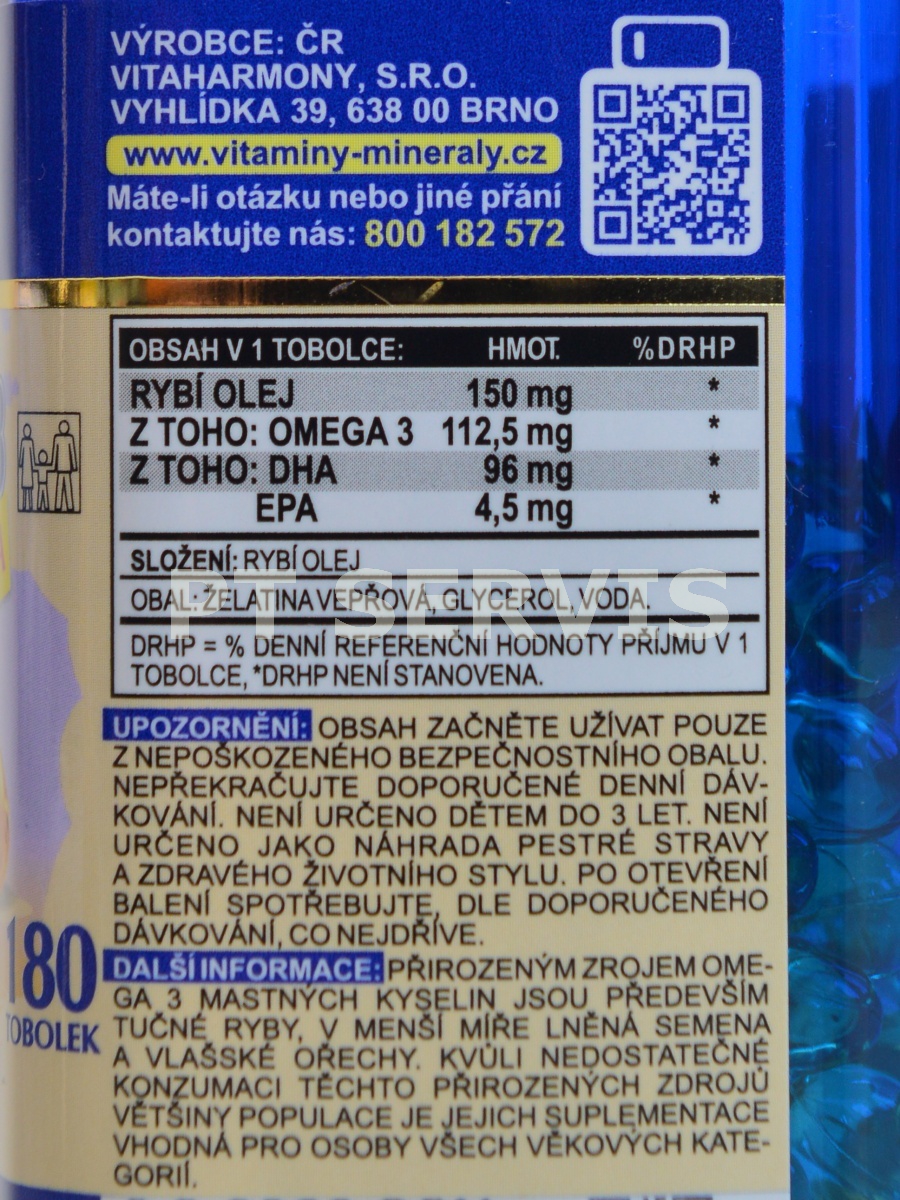 VÝROBCE: ČR
VITAHARMONY, S.R.O.
VYHLÍDKA 39, 638 00 BRNO
www.vitaminy-mineraly.cz
Máte-li otázku nebo jiné přání
kontaktujte nás: 800 182 572
OBSAH V 1 TOBOLCE: HMOT. %DRHP
RYBÍ OLEJ 150 mg *
Z TOHO: OMEGA 3 112,5 mg *
Z TOHO: DHA 96 mg *
EPA 4,5 mg *
SLOŽENÍ: RYBÍ OLEJ
OBAL: ŽELATINA VEPŘOVÁ, GLYCEROL, VODA.
PT SERVIS
DRHP = % DENNÍ REFERENČNÍ HODNOTY PŘÍJMU V 1
TOBOLCE, *DRHP NENÍ STANOVENA.
UPOZORNĚNÍ: OBSAH ZAČNĚTE UŽÍVAT POUZE
Z NEPOŠKOZENÉHO BEZPEČNOSTNÍHO OBALU.
NEPŘEKRAČUJTE DOPORUČENÉ DENNÍ DÁV-
KOVÁNÍ. NENÍ URČENO DĚTEM DO 3 LET. NENÍ
URČENO JAKO NÁHRADA PESTRÉ STRAVY
A ZDRAVÉHO ŽIVOTNÍHO STYLU. PO OTEVŘENÍ
BALENÍ SPOTŘEBUJTE, DLE DOPORUČENÉHO
DÁVKOVÁNÍ, CO NEJDŘÍVE.
DALŠÍ INFORMACE: PŘIROZENÝM ZROJEM OME-
GA 3 MASTNÝCH KYSELIN JSOU PŘEDEVŠÍM
TUČNÉ RYBY, V MENŠÍ MÍŘE LNĚNÁ SEMENA
A VLAŠSKÉ OŘECHY. KVŮLI NEDOSTATEČNÉ
KONZUMACI TĚCHTO PŘIROZENÝCH ZDROJŮ
VĚTŠINY POPULACE JE JEJICH SUPLEMENTACE
VHODNÁ PRO OSOBY VŠECH VĚKOVÝCH KATE-
GORIÍ.
180
TOBOLEK